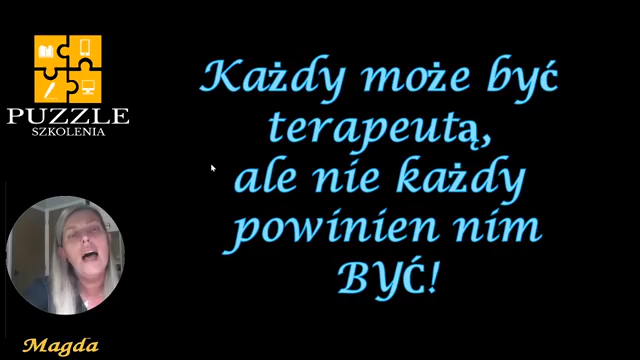 PUZZLE
SZKOLENIA
Każdy może być
terapeutą,
ale nie każdy
powinien nim
BYĆ!
Magda